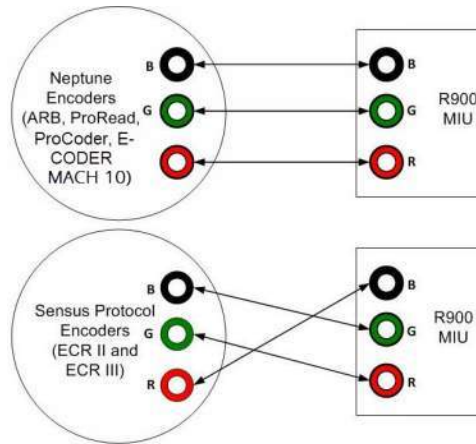 Neptune
Encoders
(ARB, ProRead,
ProCoder, E-
CODER
MACH 10)
B
G
R
B
G
R
R900
MIU
Sensus Protocol
Encoders
(ECR II and
ECR III)
B
G
R
B
G
R
R900
MIU